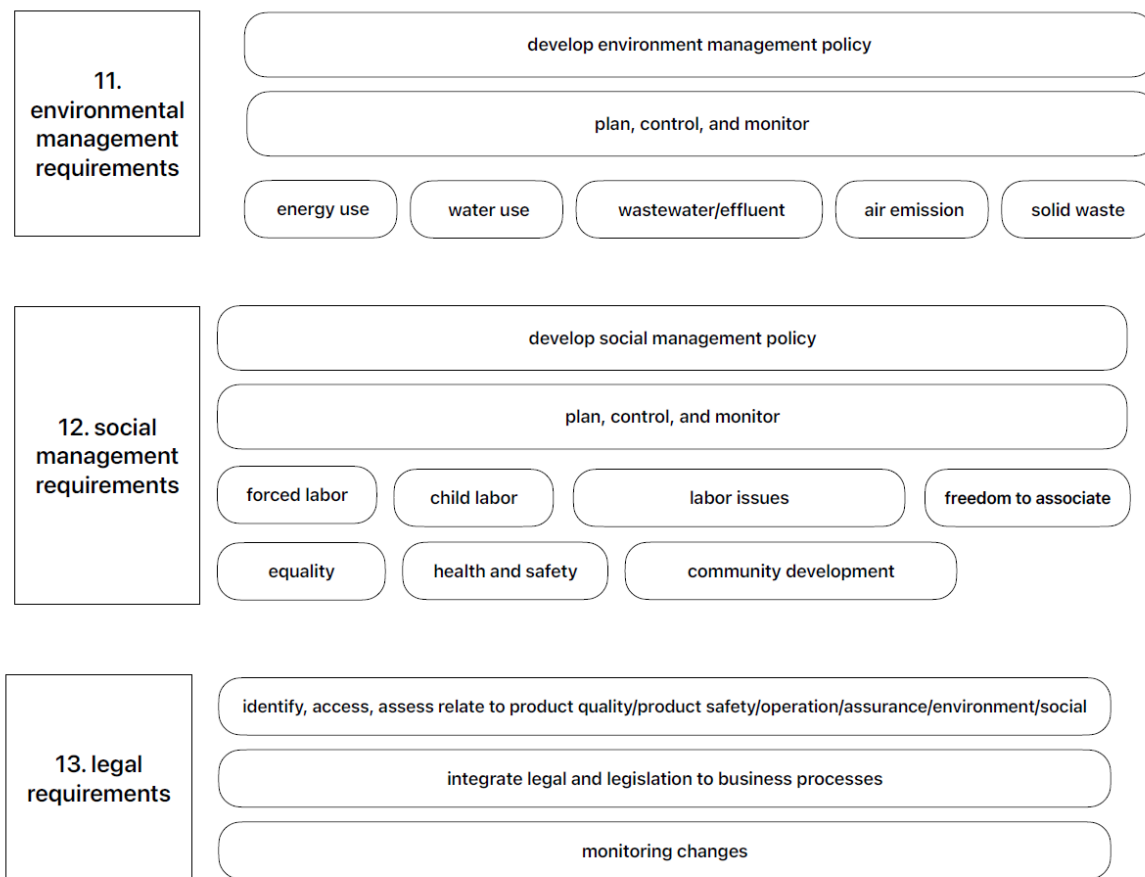 11.
environmental
management
requirements
develop environment management policy
plan, control, and monitor
energy use
water use
wastewater/effluent
air emission
solid waste
12. social
management
requirements
develop social management policy
plan, control, and monitor
forced labor
child labor
labor issues
freedom to associate
equality
health and safety
community development
13. legal
requirements
identify, access, assess relate to product quality/product safety/operation/assurance/environment/social
integrate legal and legislation to business processes
monitoring changes